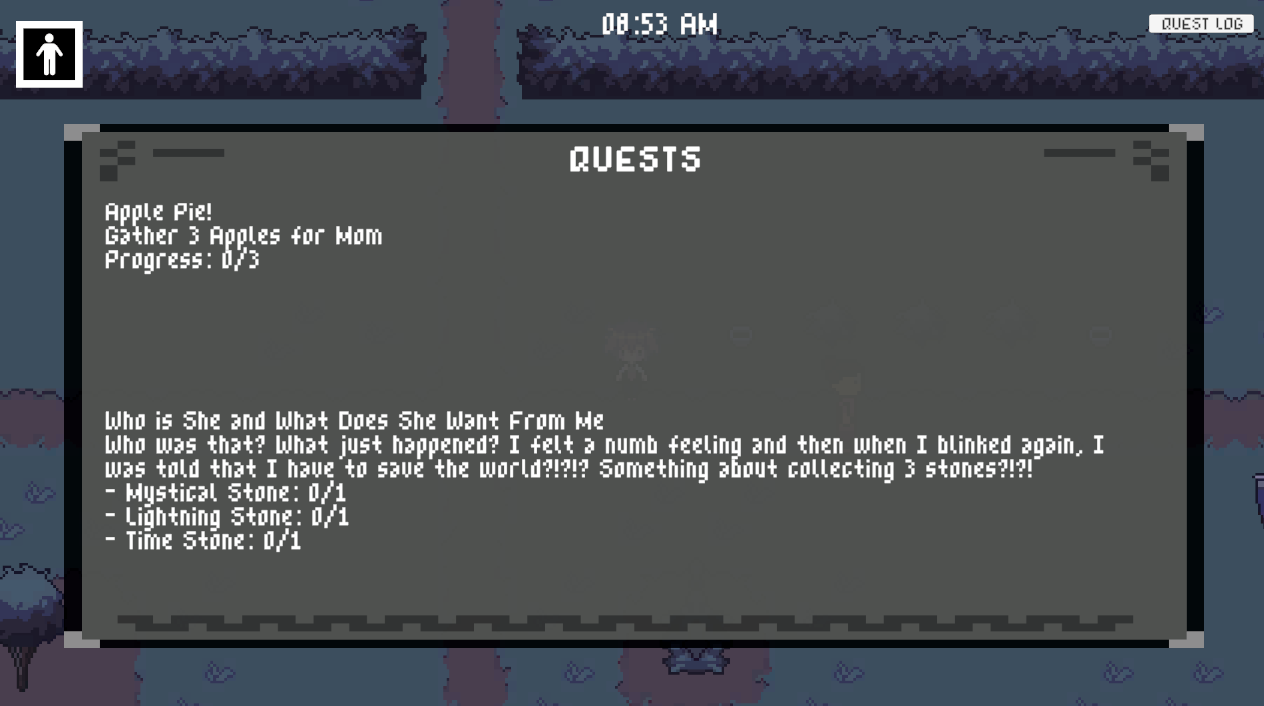 08:53 AM
QUEST LOG
QUESTS
Apple Pie!
Gather 3 Apples for Mom
Progress: 0/3
Who is She and What Does She Want From Me
Who was that? What just happened? I felt a numb feeling and then when I blinked again, I
was told that I have to save the world?!?!? Something about collecting 3 stones?!?!
- Mystical Stone: 0/1
- Lightning Stone: 0/1
- Time Stone: 0/1